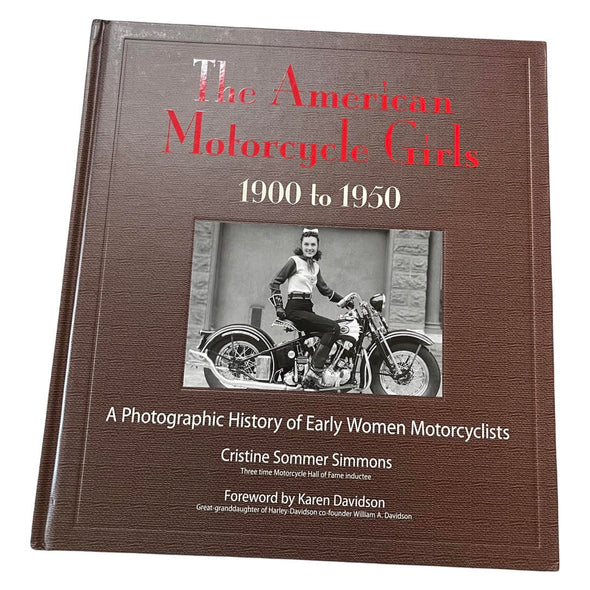 The American
Motorcycle Girls
1900 to 1950
A Photographic History of Early Women Motorcyclists
Cristine Sommer Simmons
Three time Motorcycle Hall of Fame inductee
Foreword by Karen Davidson
Great-granddaughter of Harley-Davidson co-founder William A. Davidson